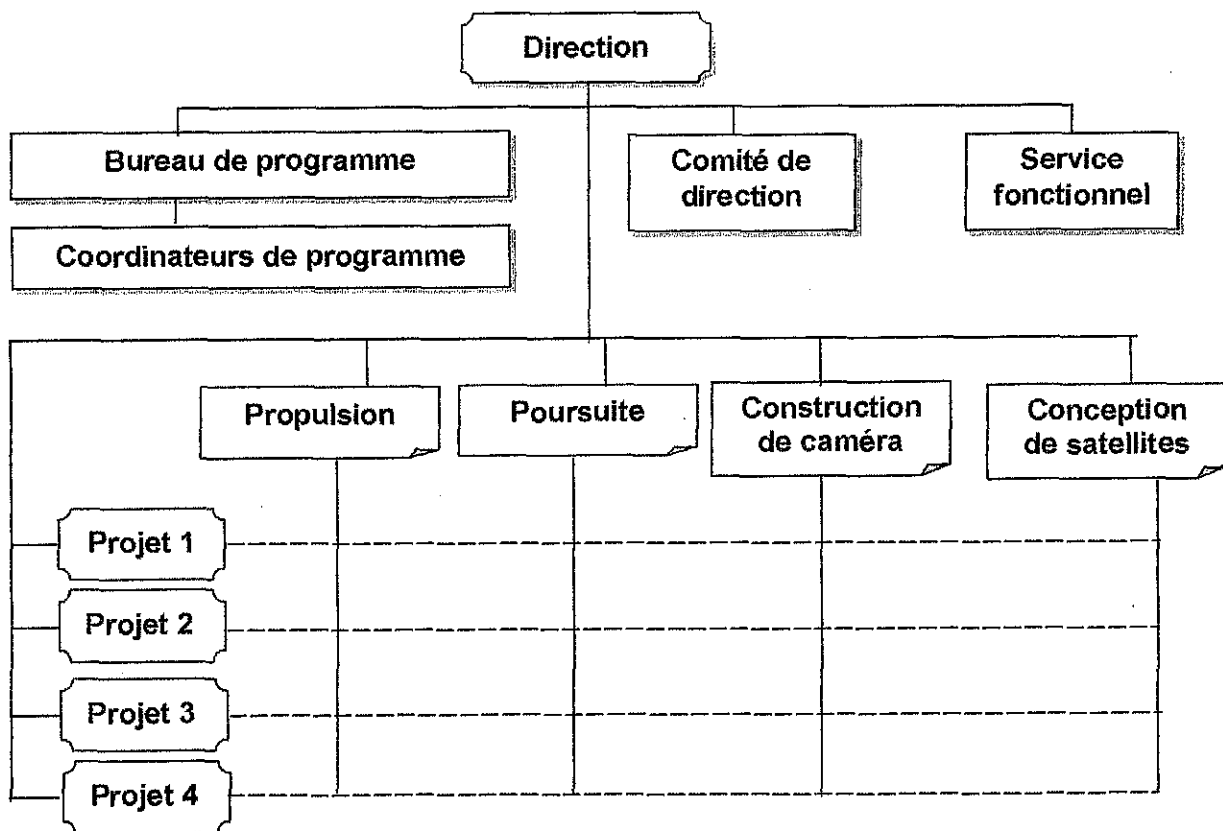 Direction
Bureau de programme
Comité de
direction
Service
fonctionnel
Coordinateurs de programme
Propulsion
Poursuite
Construction
de caméra
Conception
de satellites
Projet 1
Projet 2
Projet 3
Projet 4